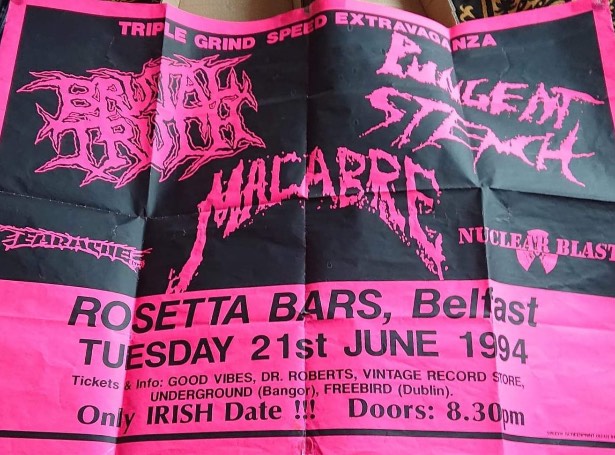 TRIPLE GRIND SPEED EXTRAVAGANZA
BRUTAL TRUTH
PUNGENT STENCH
MACABRE
EARACHE
NUCLEAR BLAST
ROSETTA BARS, Belfast
TUESDAY 21st JUNE 1994
Tickets & Info: GOOD VIBES, DR. ROBERTS, VINTAGE RECORD STORE,
UNDERGROUND (Bangor), FREEBIRD (Dublin).
Only IRISH Date !!! Doors: 8.30pm